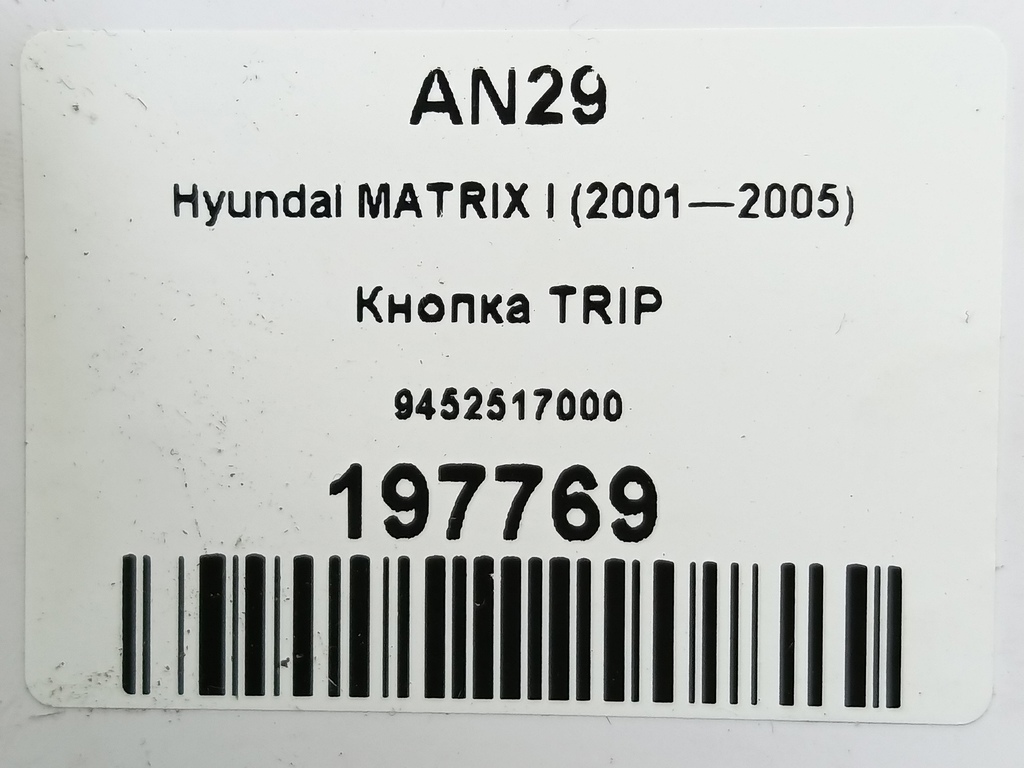 AN29
Hyundai MATRIX I (2001—2005)
Кнопка TRIP
9452517000
197769